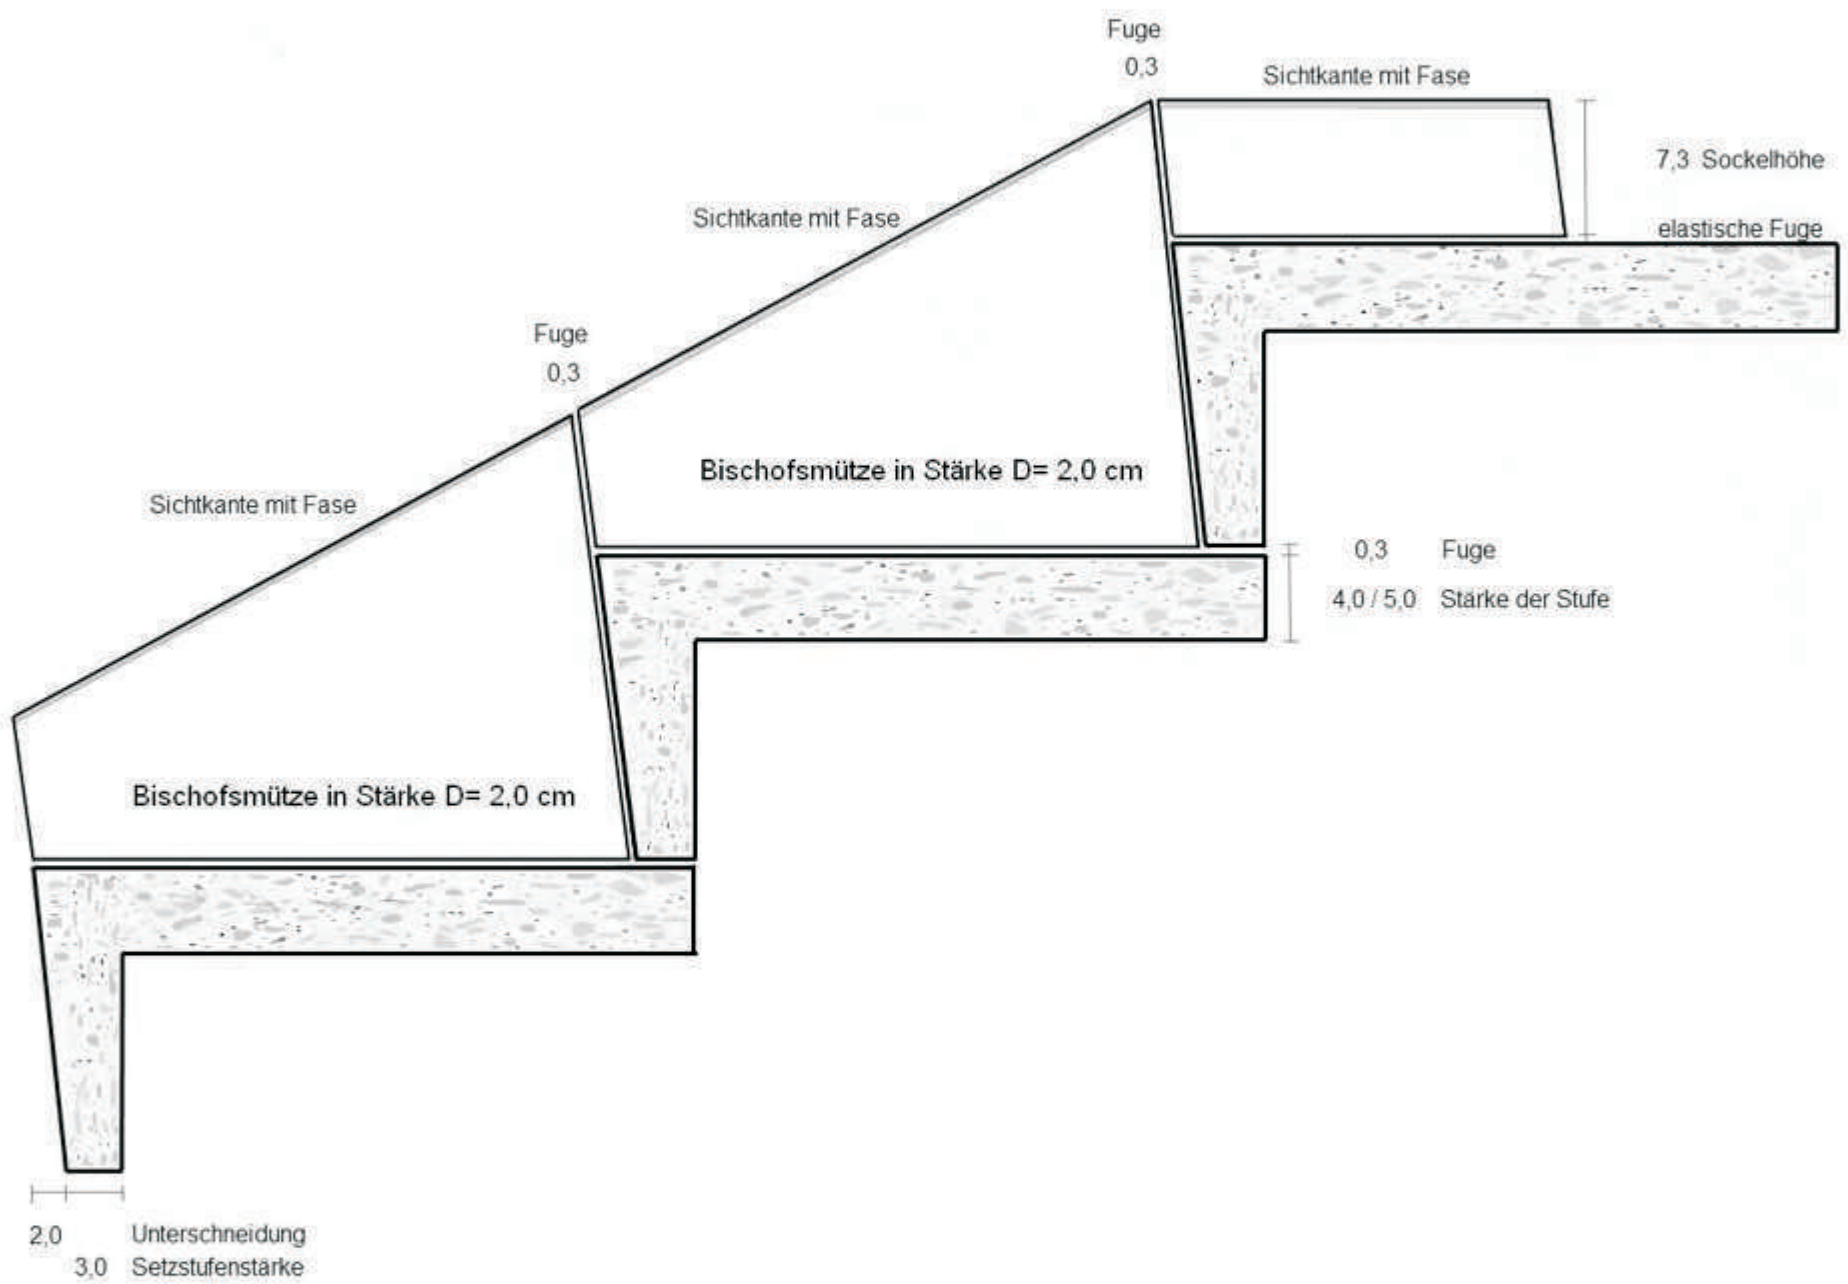 Fuge
0,3
Sichtkante mit Fase
7,3 Sockelhöhe
Sichtkante mit Fase
elastische Fuge
Fuge
0,3
Bischofsmütze in Stärke D= 2,0 cm
Sichtkante mit Fase
0,3 Fuge
4,0 / 5,0 Stärke der Stufe
Bischofsmütze in Stärke D= 2,0 cm
2,0 Unterschneidung
3,0 Setzstufenstärke